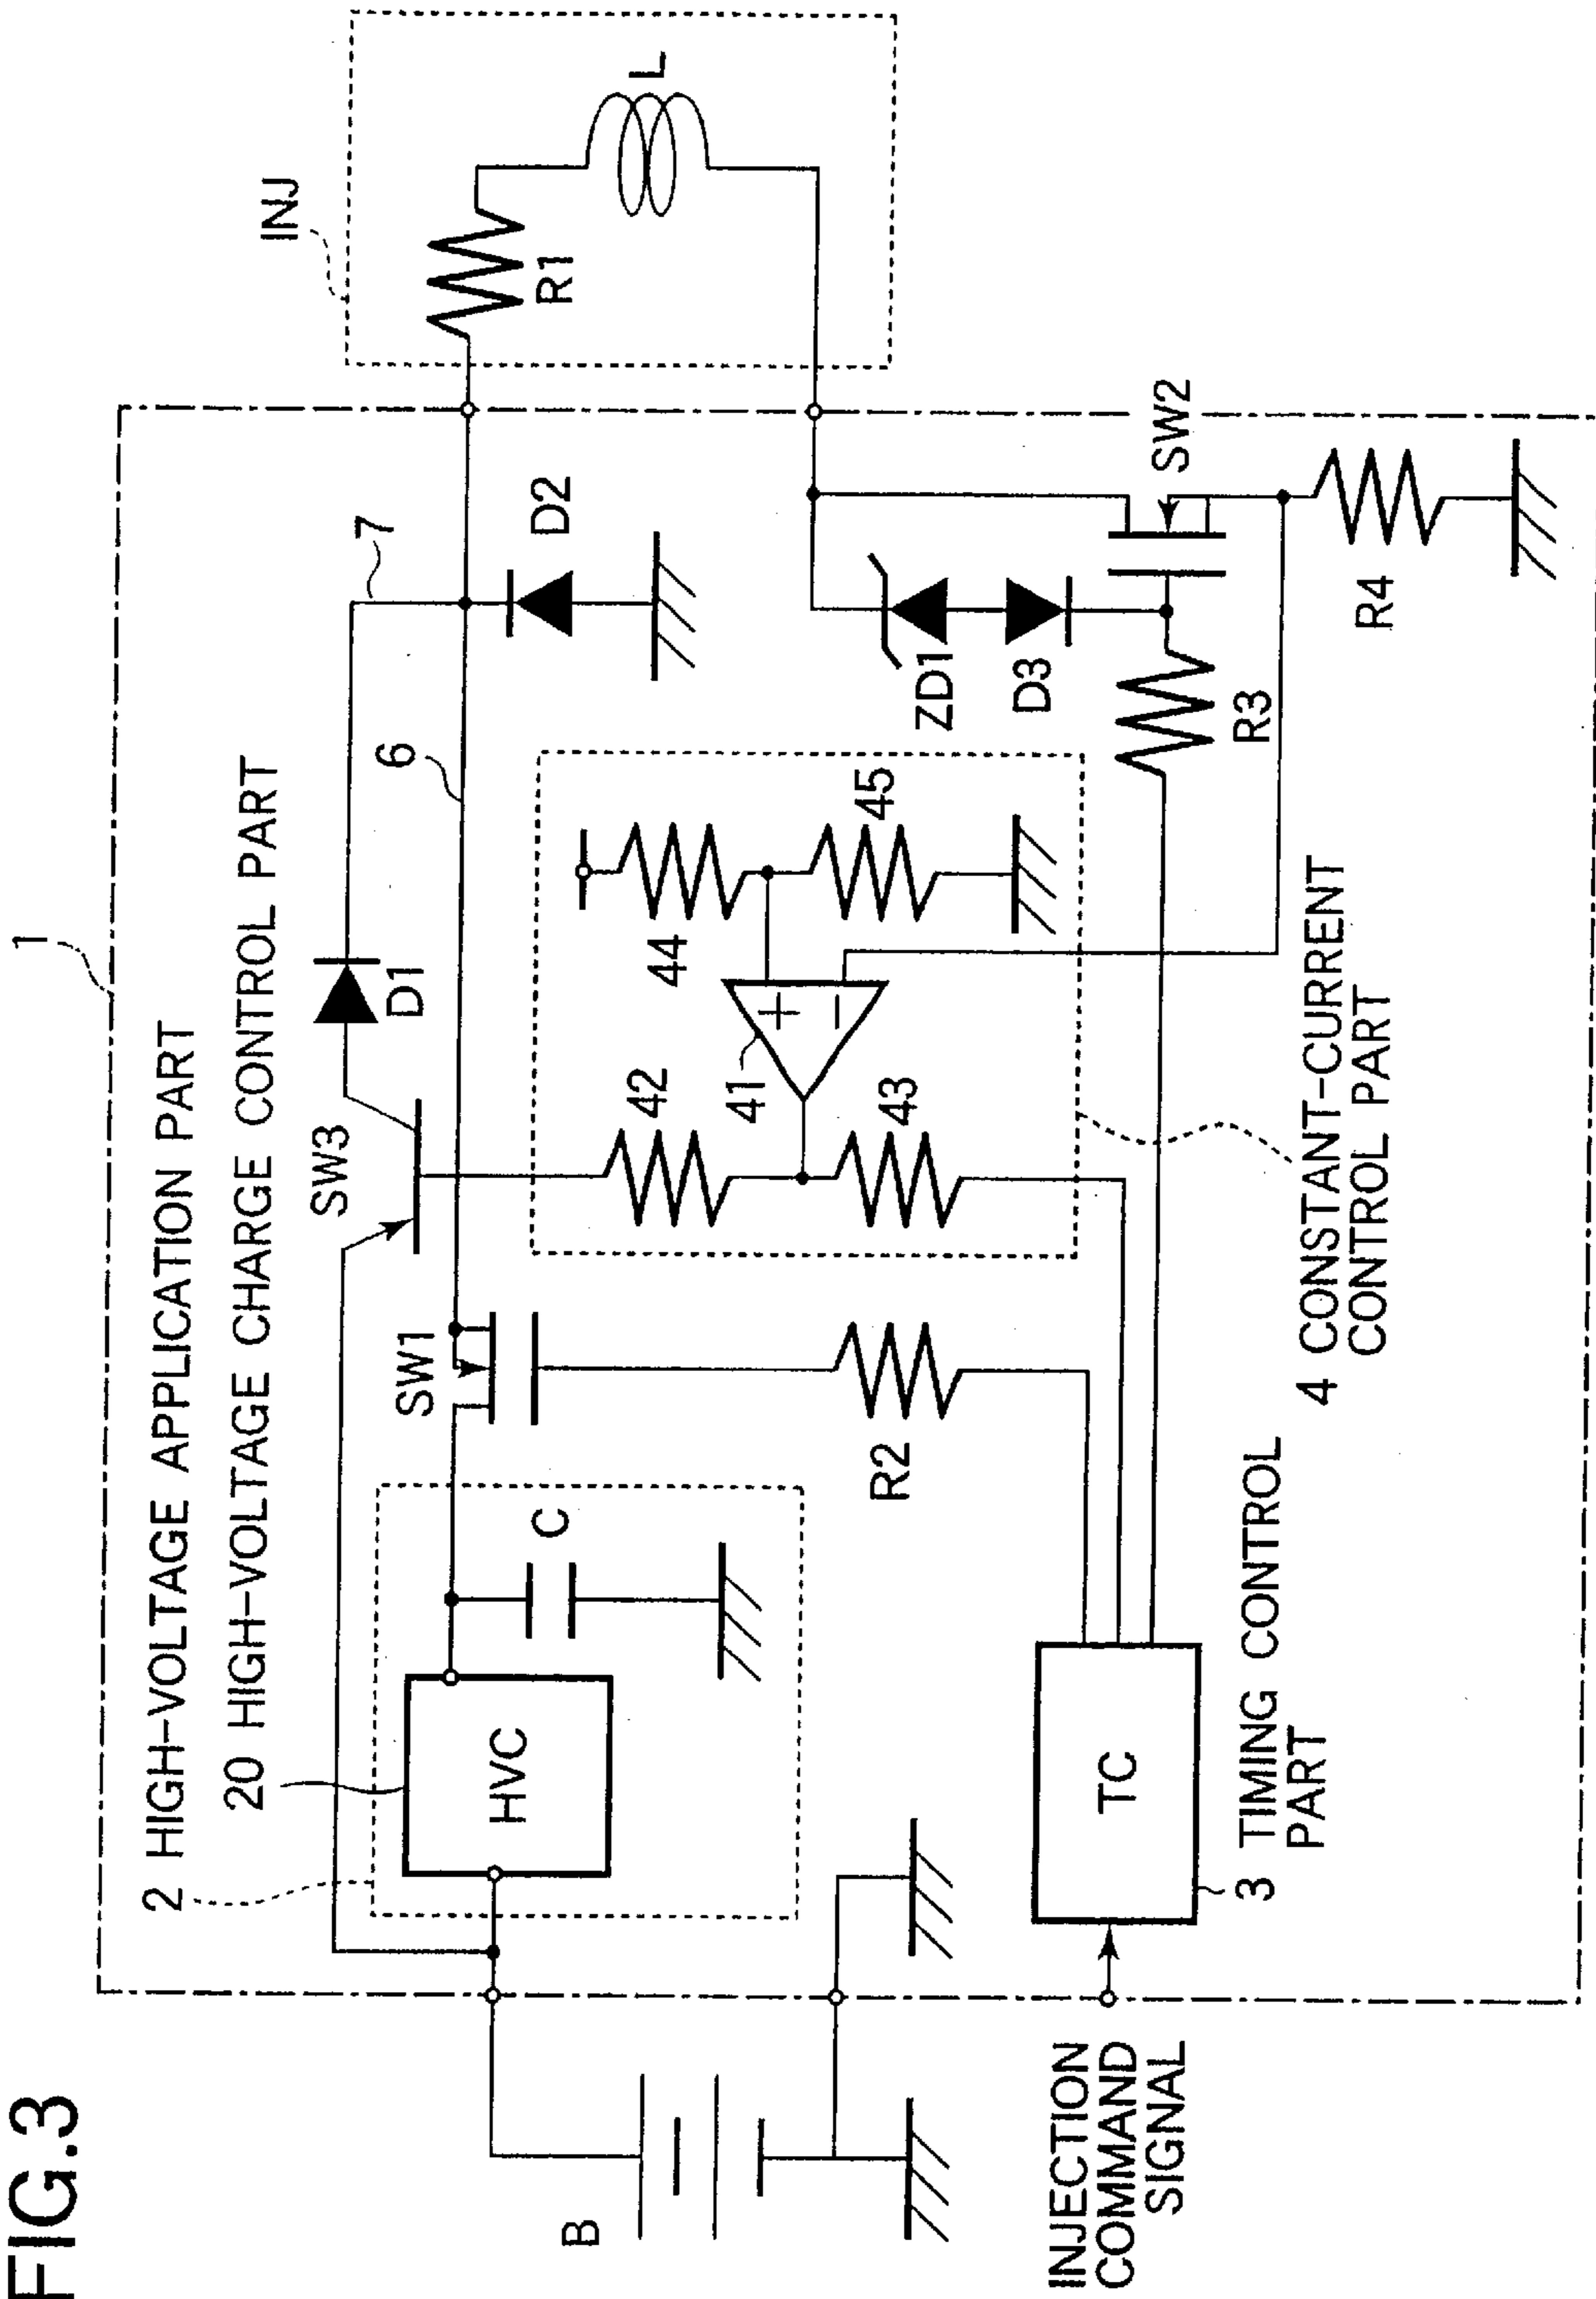 FIG.3
1
2 HIGH-VOLTAGE APPLICATION PART
20 HIGH-VOLTAGE CHARGE CONTROL PART
SW3
D1
7
INJ
6
SW1
R1
L
D2
HVC
C
B
42
44
41
43
45
ZD1
D3
SW2
R2
R3
R4
TC
INJECTION
COMMAND
SIGNAL
3 TIMING CONTROL
PART
4 CONSTANT-CURRENT
CONTROL PART
+
−